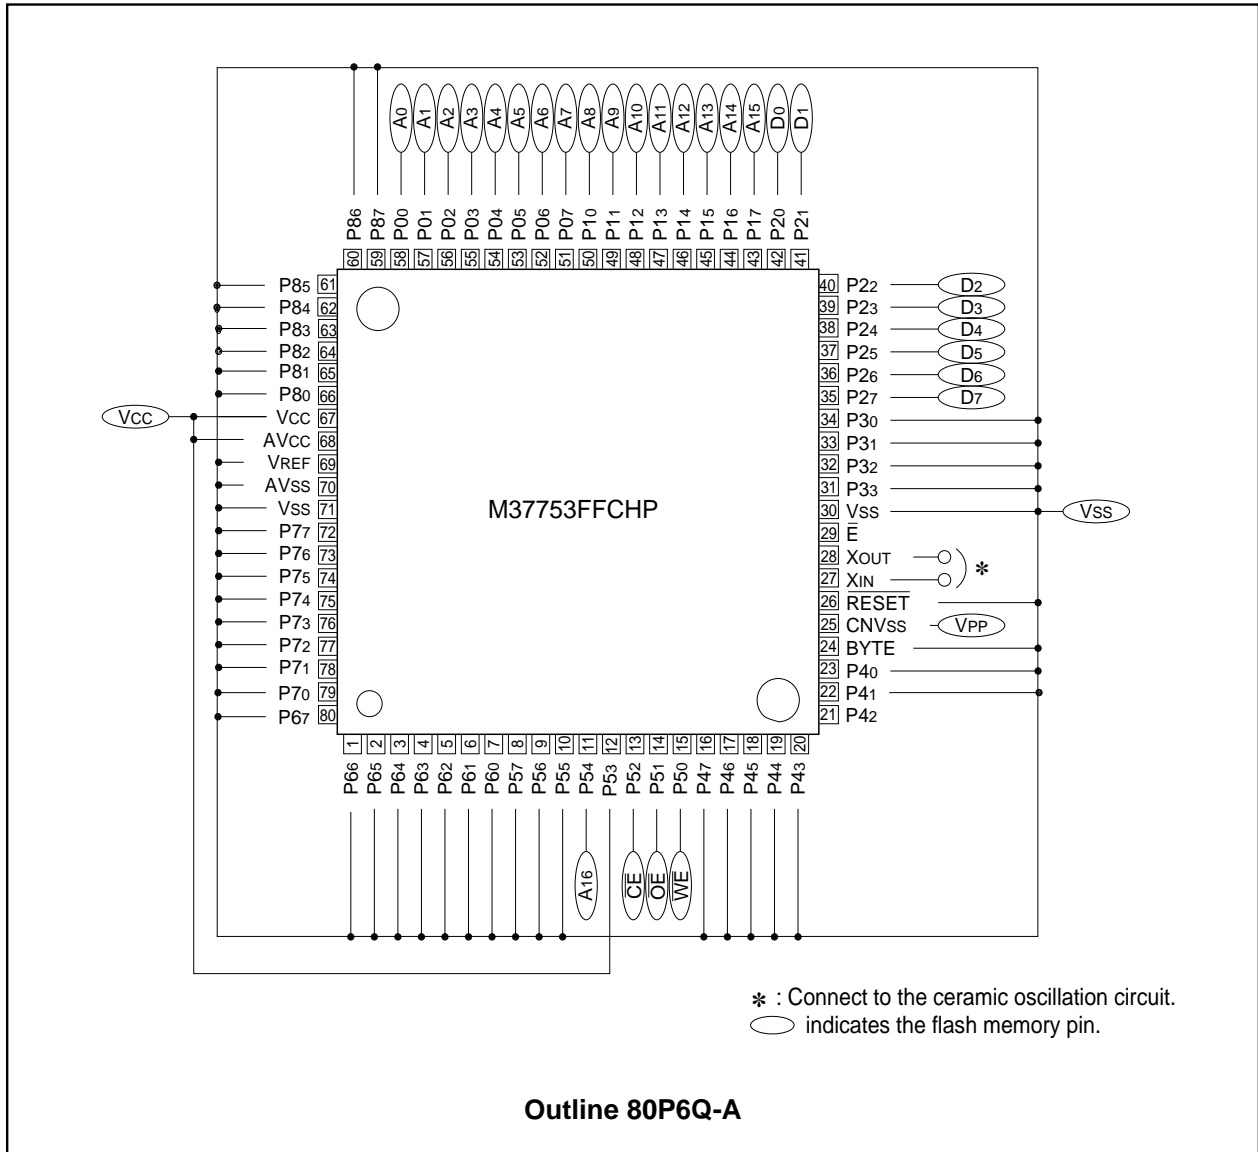 A0 A1 A2 A3 A4 A5 A6 A7 A8 A9 A10 A11 A12 A13 A14 A15 D0 D1
P86 P87 P00 P01 P02 P03 P04 P05 P06 P07 P10 P11 P12 P13 P14 P15 P16 P17 P20 P21
60 59 58 57 56 55 54 53 52 51 50 49 48 47 46 45 44 43 42 41
P85 61
P84 62
P83 63
P82 64
P81 65
P80 66
VCC VCC 67
AVCC 68
VREF 69
AVSS 70
VSS 71
P77 72
P76 73
P75 74
P74 75
P73 76
P72 77
P71 78
P70 79
P67 80
M37753FFCHP
40 P22 D2
39 P23 D3
38 P24 D4
37 P25 D5
36 P26 D6
35 P27 D7
34 P30
33 P31
32 P32
31 P33
30 VSS VSS
29 E̅
28 XOUT
27 XIN *
26 R̅E̅S̅E̅T̅
25 CNVSS VPP
24 BYTE
23 P40
22 P41
21 P42
1 2 3 4 5 6 7 8 9 10 11 12 13 14 15 16 17 18 19 20
P66 P65 P64 P63 P62 P61 P60 P57 P56 P55 P54 P53 P52 P51 P50 P47 P46 P45 P44 P43
A16 C̅E̅ O̅E̅ W̅E̅
* : Connect to the ceramic oscillation circuit.
indicates the flash memory pin.
Outline 80P6Q-A